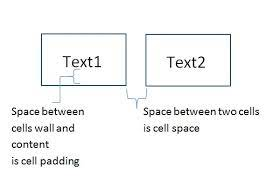 Text1
Text2
Space between
cells wall and
content
is cell padding
Space between two cells
is cell space